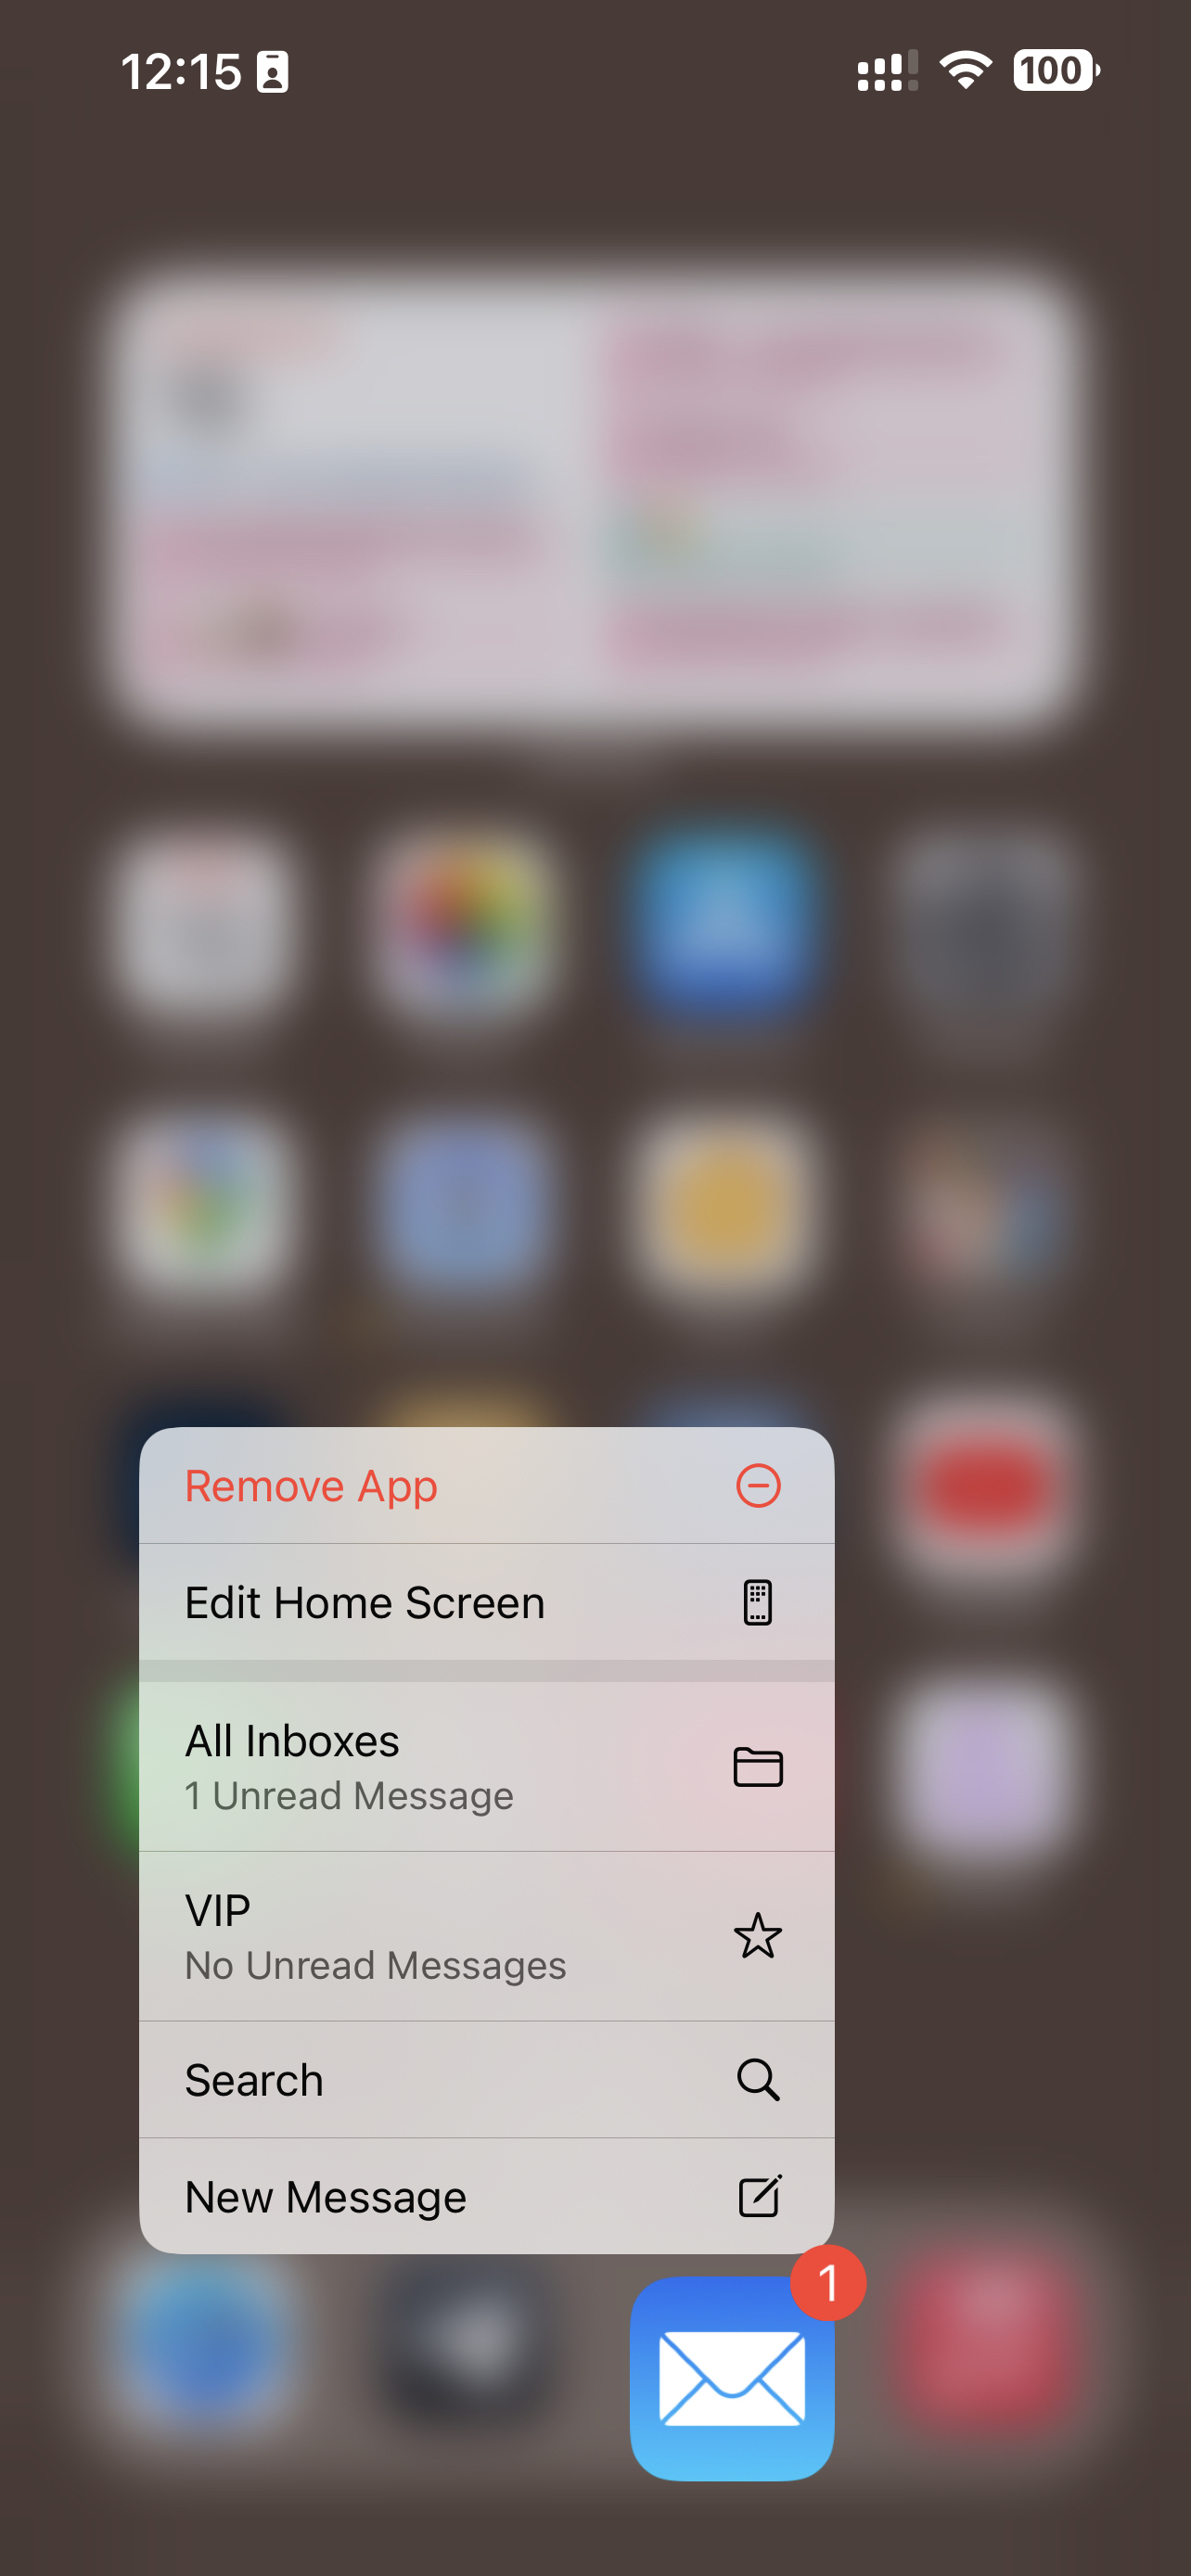 12:15
100
Remove App
Edit Home Screen
All Inboxes
1 Unread Message
VIP
No Unread Messages
Search
New Message
1